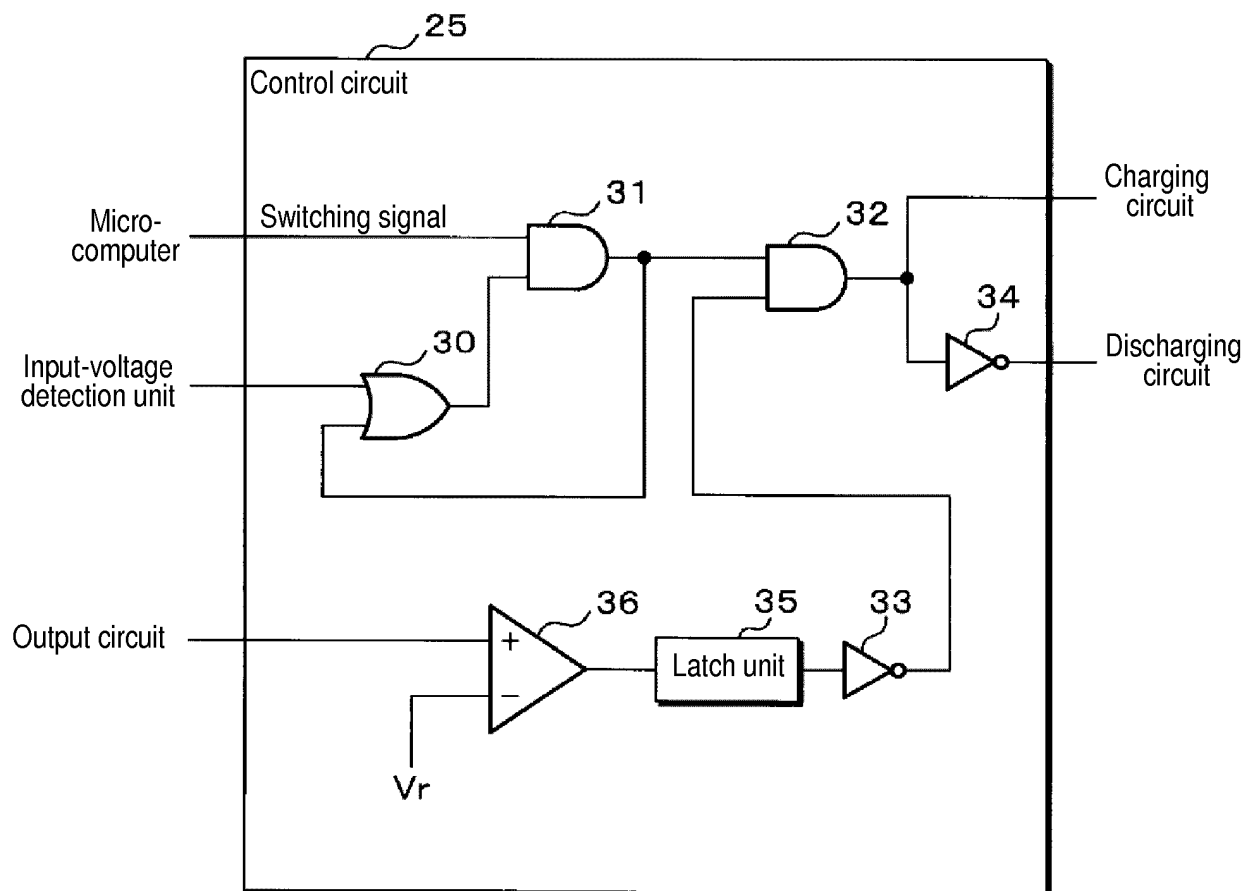 25
Control circuit
Micro-
computer
Switching signal
31
32
Charging
circuit
30
34
Input-voltage
detection unit
Discharging
circuit
Output circuit
36
35
33
+
−
Latch unit
Vr